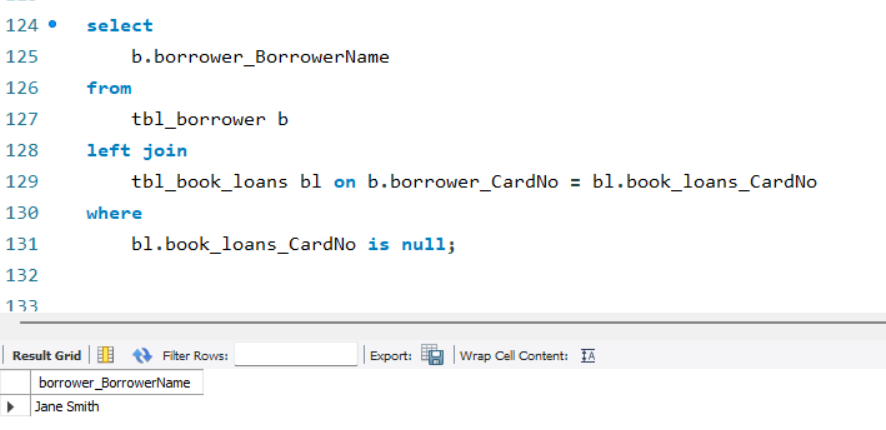 124 select
125 b.borrower_BorrowerName
126 from
127 tbl_borrower b
128 left join
129 tbl_book_loans bl on b.borrower_CardNo = bl.book_loans_CardNo
130 where
131 bl.book_loans_CardNo is null;
132
133
Result Grid Filter Rows: Export: Wrap Cell Content: IA
borrower_BorrowerName
Jane Smith